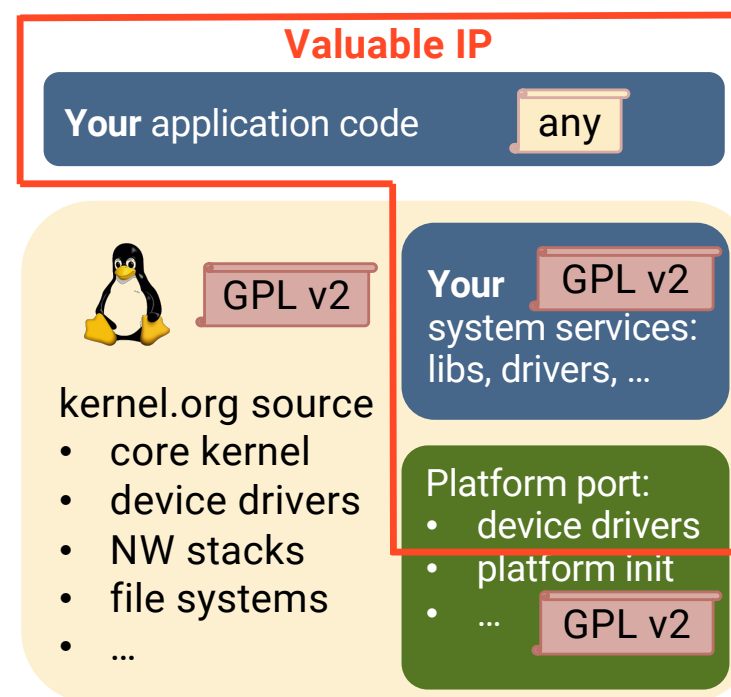 Valuable IP
Your application code
any
GPL v2
kernel.org source
• core kernel
• device drivers
• NW stacks
• file systems
• …
Your
GPL v2
system services:
libs, drivers, …
Platform port:
• device drivers
• platform init
• …
GPL v2